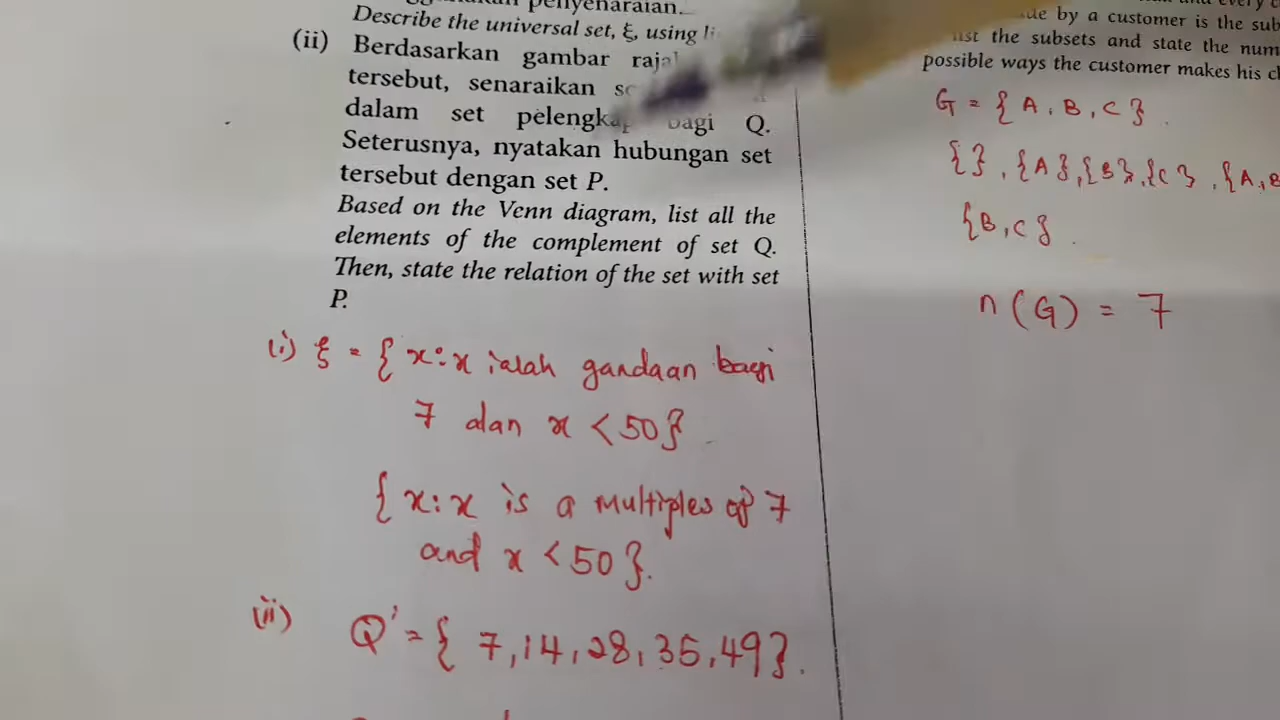 penyenaraian.
Describe the universal set, ξ, using
(ii) Berdasarkan gambar
tersebut, senaraikan
dalam set pelengkap bagi Q.
Seterusnya, nyatakan hubungan set
tersebut dengan set P.
Based on the Venn diagram, list all the
elements of the complement of set Q.
Then, state the relation of the set with set
P.
(i) ξ = { x:x ialah gandaan bagi
7 dan x < 50}
{ x:x is a multiples of 7
and x < 50}.
(ii) Q' = { 7, 14, 28, 35, 49}.
by a customer is the
the subsets and state the
possible ways the customer makes his
G = { A, B, C } .
{ } , {A}, {B}, {C} , {A, B
{B, C} .
n (G) = 7